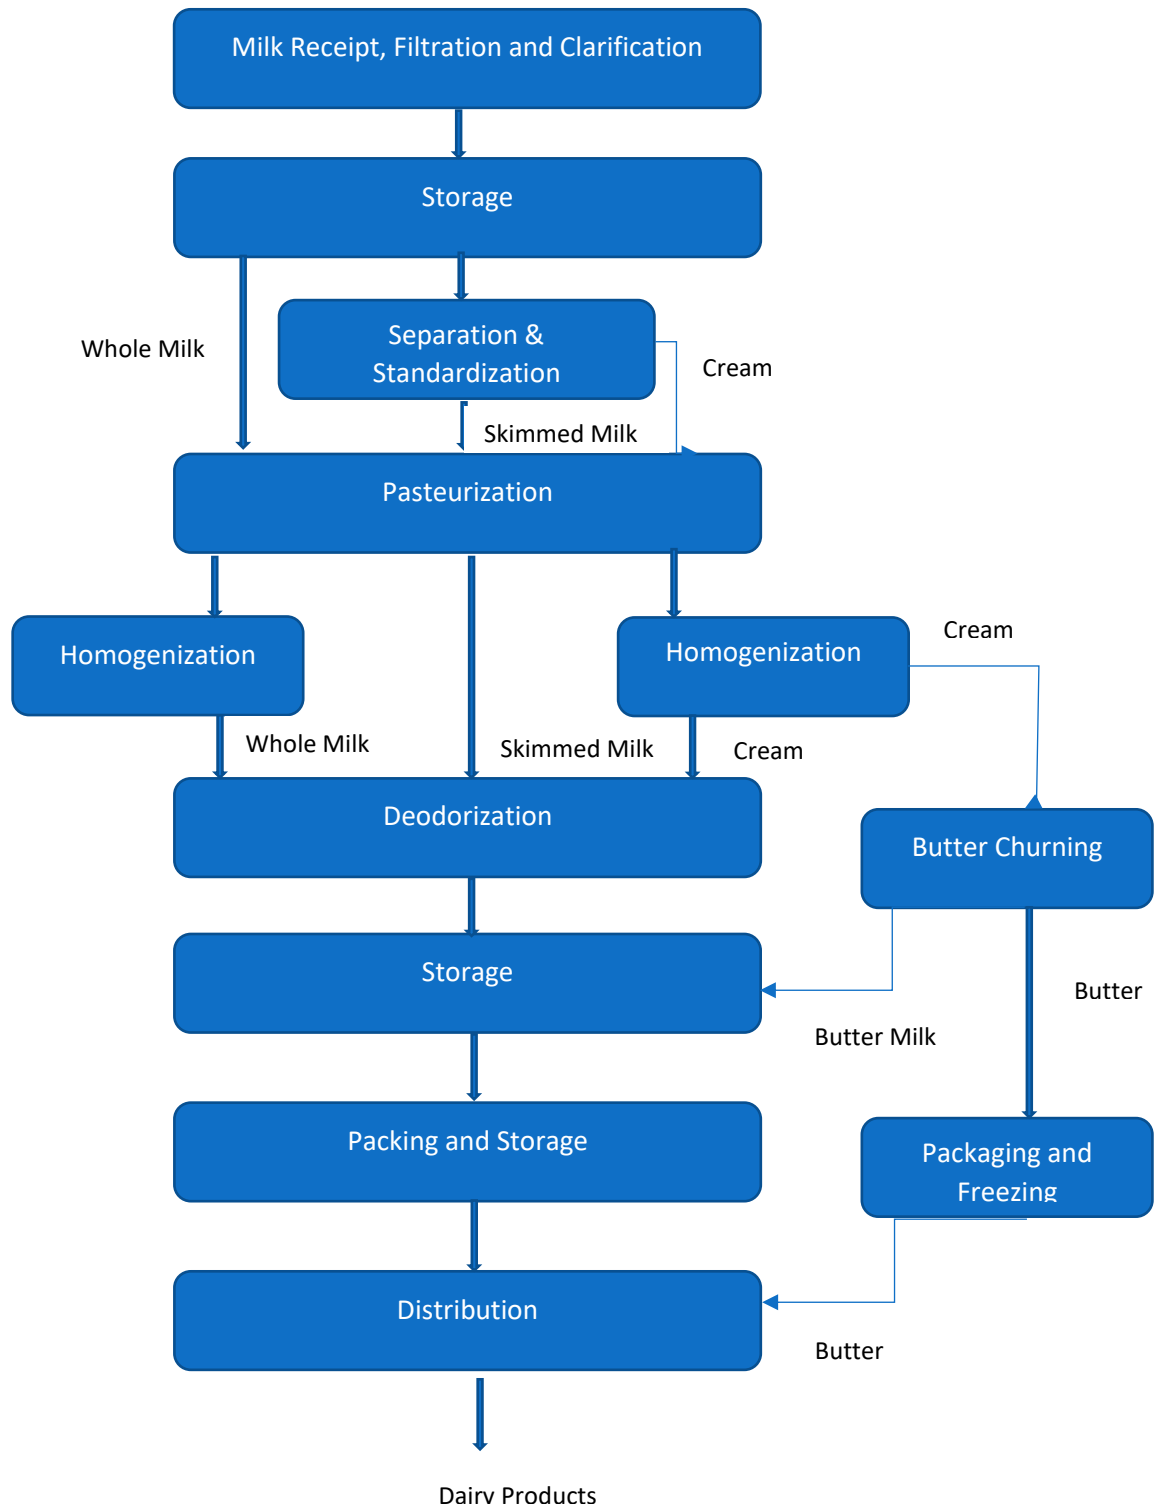 Milk Receipt, Filtration and Clarification
Storage
Whole Milk
Separation &
Standardization
Cream
Skimmed Milk
Pasteurization
Homogenization
Homogenization
Cream
Whole Milk
Skimmed Milk
Cream
Deodorization
Butter Churning
Storage
Butter
Butter Milk
Packing and Storage
Packaging and
Freezing
Distribution
Butter
Dairy Products